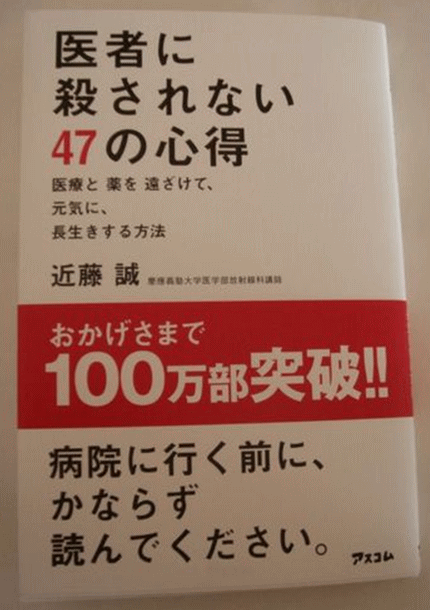 医者に
殺されない
47の心得
医療と 薬を 遠ざけて、
元気に、
長生きする方法
近藤 誠 慶應義塾大学医学部放射線科講師
おかげさまで
100万部突破!!
病院に行く前に、
かならず
読んでください。
アスコム